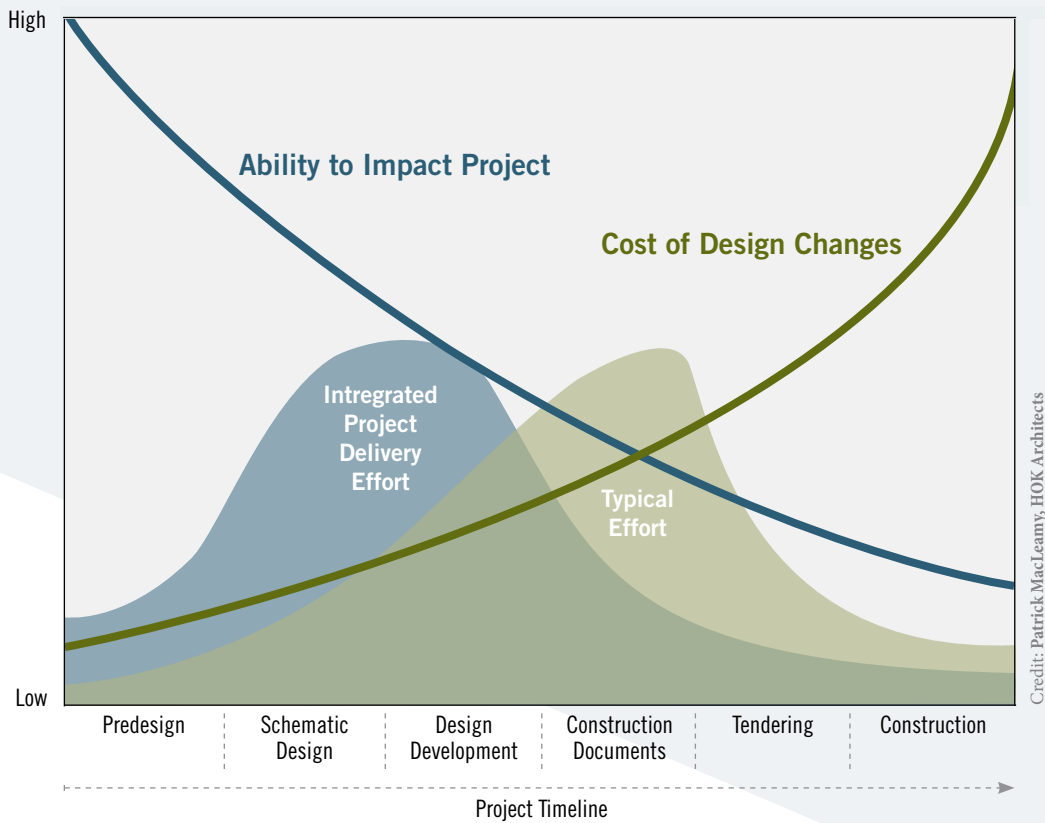 High
Ability to Impact Project
Cost of Design Changes
Intregrated
Project
Delivery
Effort
Typical
Effort
Low
Predesign
Schematic
Design
Design
Development
Construction
Documents
Tendering
Construction
Project Timeline
Credit: Patrick MacLeamy, HOK Architects